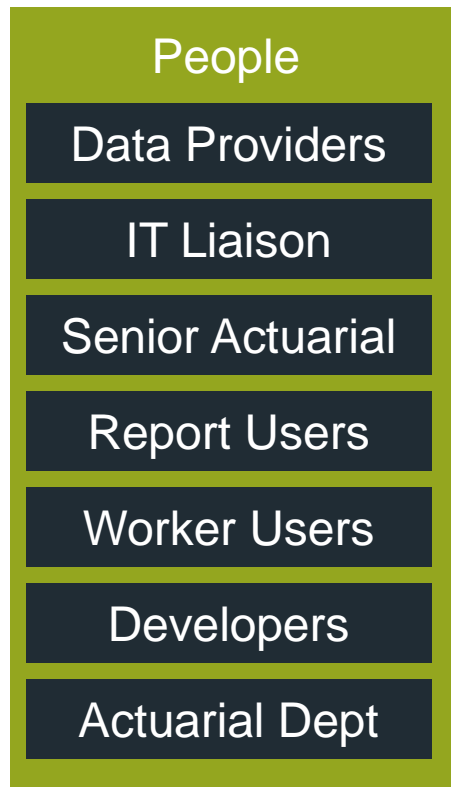 People
Data Providers
IT Liaison
Senior Actuarial
Report Users
Worker Users
Developers
Actuarial Dept